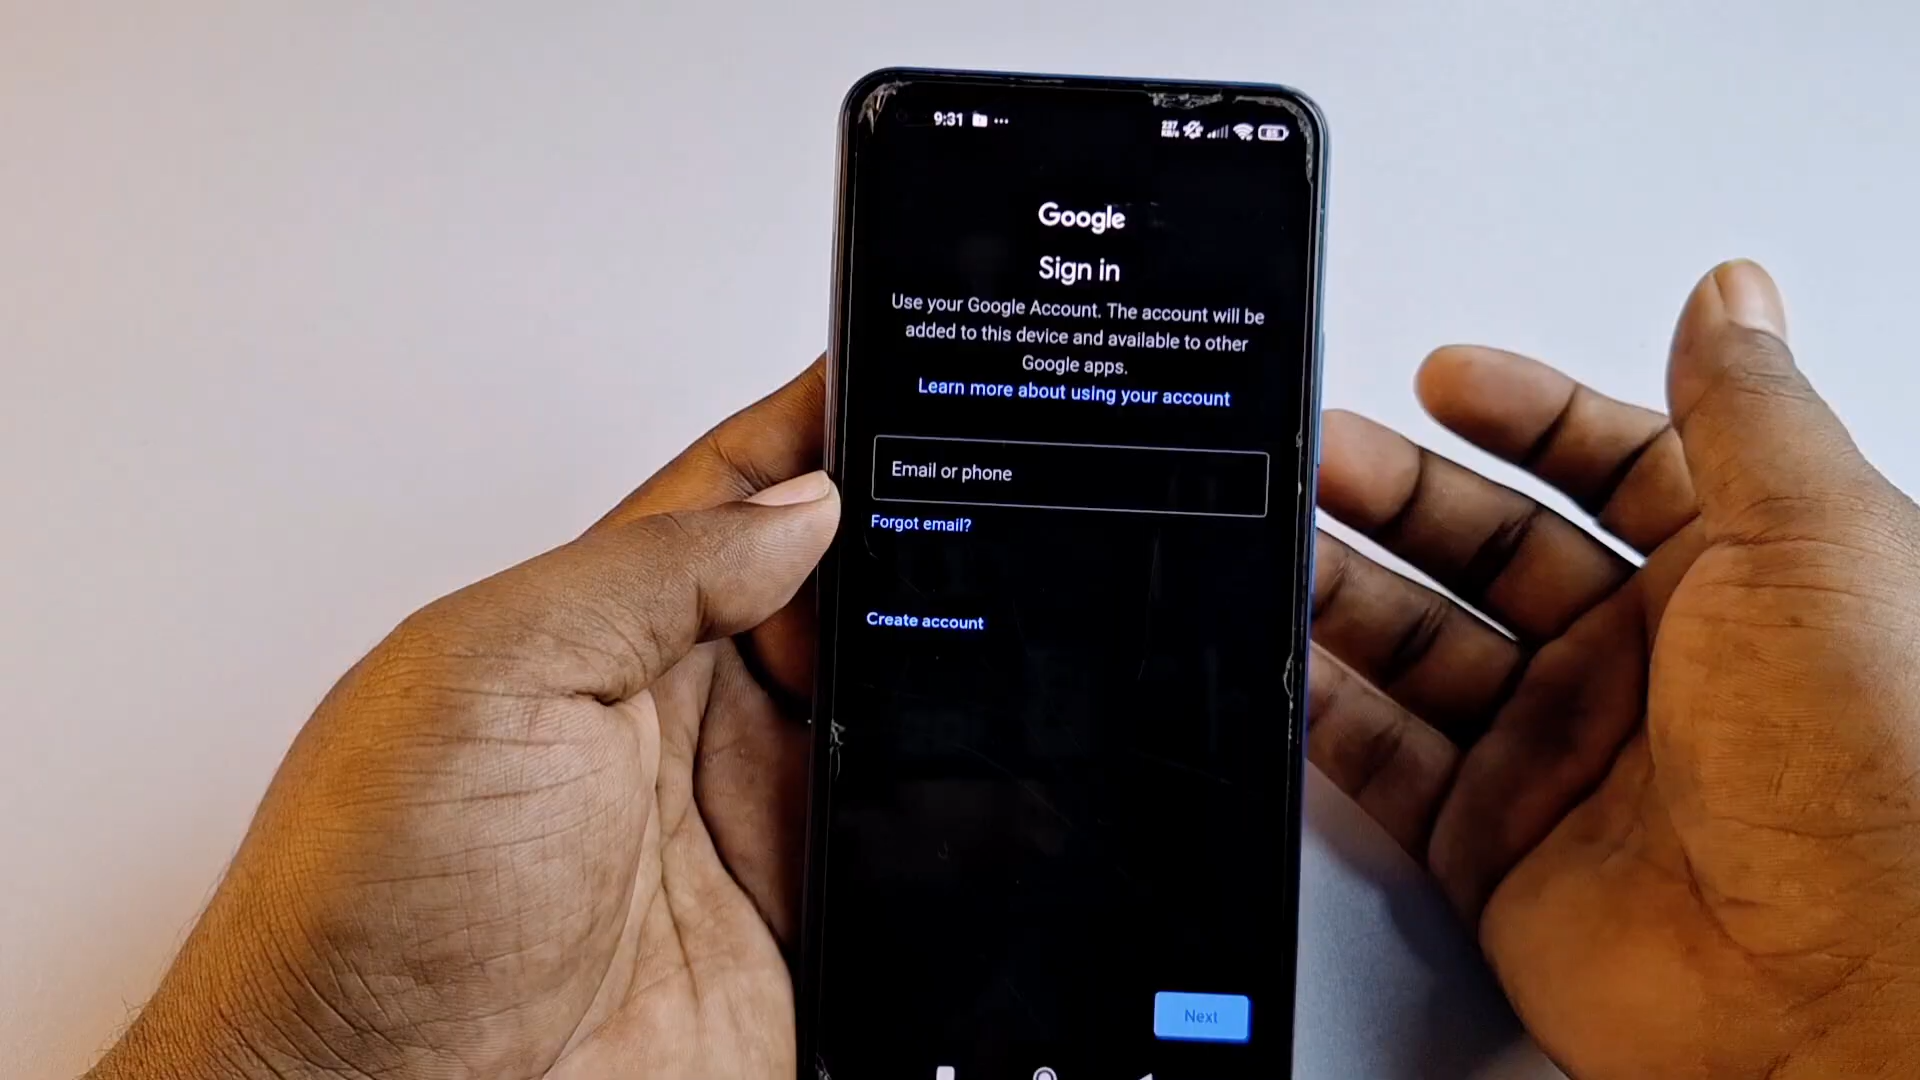 9:31
Google
Sign in
Use your Google Account. The account will be
added to this device and available to other
Google apps.
Learn more about using your account
Email or phone
Forgot email?
Create account
Next